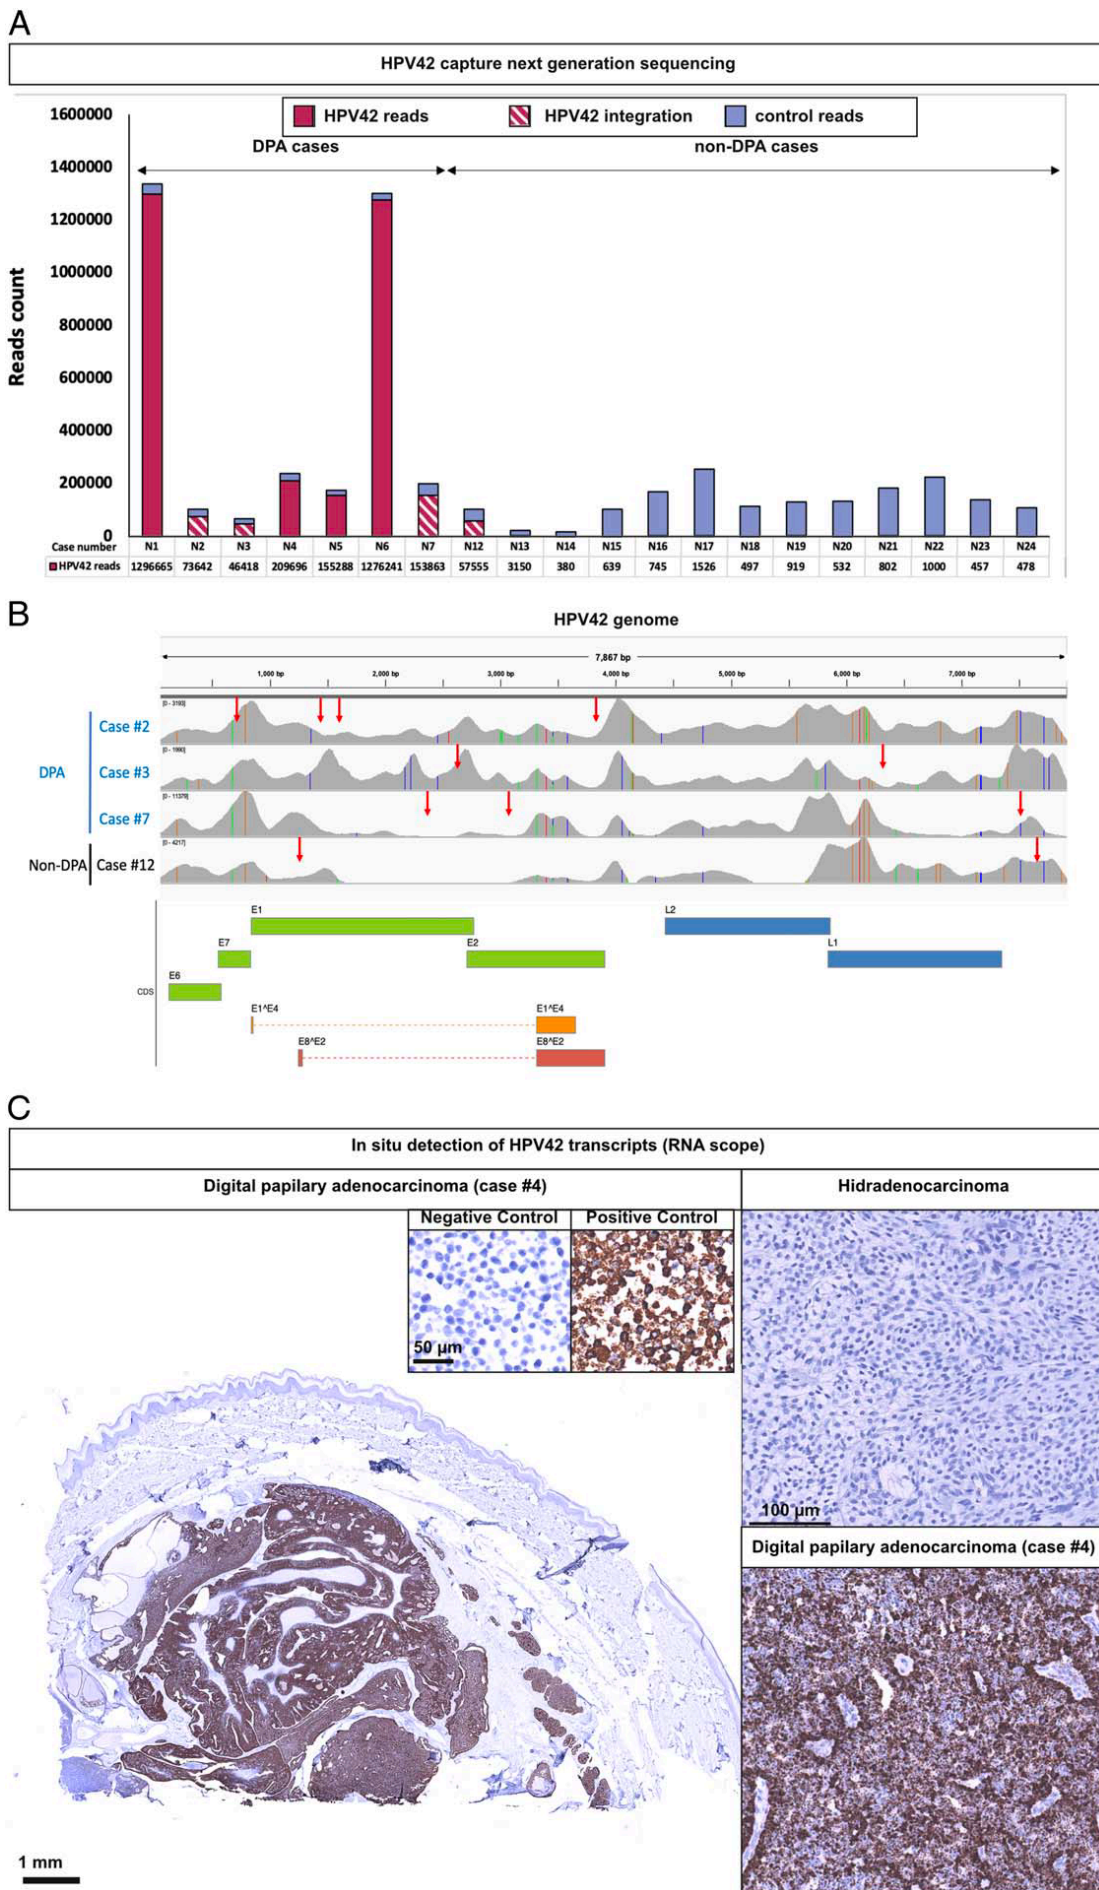 A
HPV42 capture next generation sequencing
HPV42 reads HPV42 integration control reads
DPA cases non-DPA cases
Reads count
1600000
1400000
1200000
1000000
800000
600000
400000
200000
0
Case number N1 N2 N3 N4 N5 N6 N7 N12 N13 N14 N15 N16 N17 N18 N19 N20 N21 N22 N23 N24
HPV42 reads 1296665 73642 46418 209696 155288 1276241 153863 57555 3150 380 639 745 1526 497 919 532 802 1000 457 478
B
HPV42 genome
7,867 bp
1,000 bp 2,000 bp 3,000 bp 4,000 bp 5,000 bp 6,000 bp 7,000 bp
[0 - 3193]
Case #2
[0 - 1990]
DPA Case #3
[0 - 11379]
Case #7
[0 - 4217]
Non-DPA Case #12
E1 L2
E7 E2 L1
E6
CDS
E1^E4 E1^E4
E8^E2 E8^E2
C
In situ detection of HPV42 transcripts (RNA scope)
Digital papilary adenocarcinoma (case #4) Hidradenocarcinoma
Negative Control Positive Control
50 µm
100 µm
Digital papilary adenocarcinoma (case #4)
1 mm